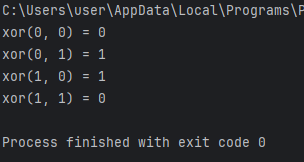 C:\Users\user\AppData\Local\Programs\P
xor(0, 0) = 0
xor(0, 1) = 1
xor(1, 0) = 1
xor(1, 1) = 0
Process finished with exit code 0